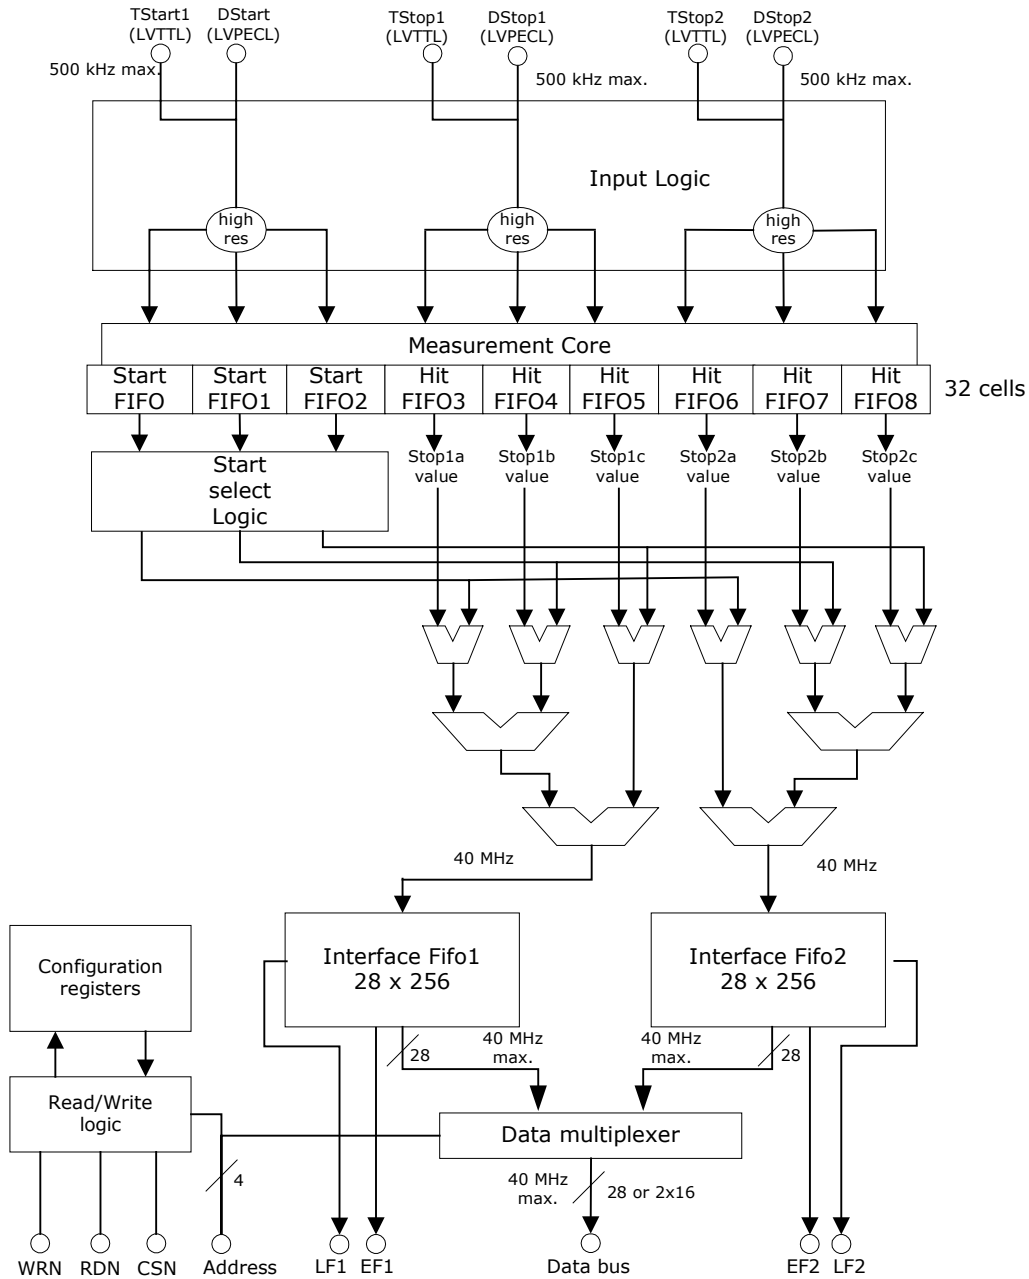 TStart1 DStart TStop1 DStop1 TStop2 DStop2
(LVTTL) (LVPECL) (LVTTL) (LVPECL) (LVTTL) (LVPECL)
500 kHz max. 500 kHz max. 500 kHz max.
Input Logic
high high high
res res res
Measurement Core
Start Start Start Hit Hit Hit Hit Hit Hit
FIFO FIFO1 FIFO2 FIFO3 FIFO4 FIFO5 FIFO6 FIFO7 FIFO8
32 cells
Start
select
Logic
Stop1a Stop1b Stop1c Stop2a Stop2b Stop2c
value value value value value value
40 MHz 40 MHz
Configuration
registers
Interface Fifo1
28 x 256
Interface Fifo2
28 x 256
28 40 MHz
max.
40 MHz
max. 28
Read/Write
logic
Data multiplexer
4
40 MHz
max.
28 or 2x16
WRN RDN CSN Address LF1 EF1 Data bus EF2 LF2